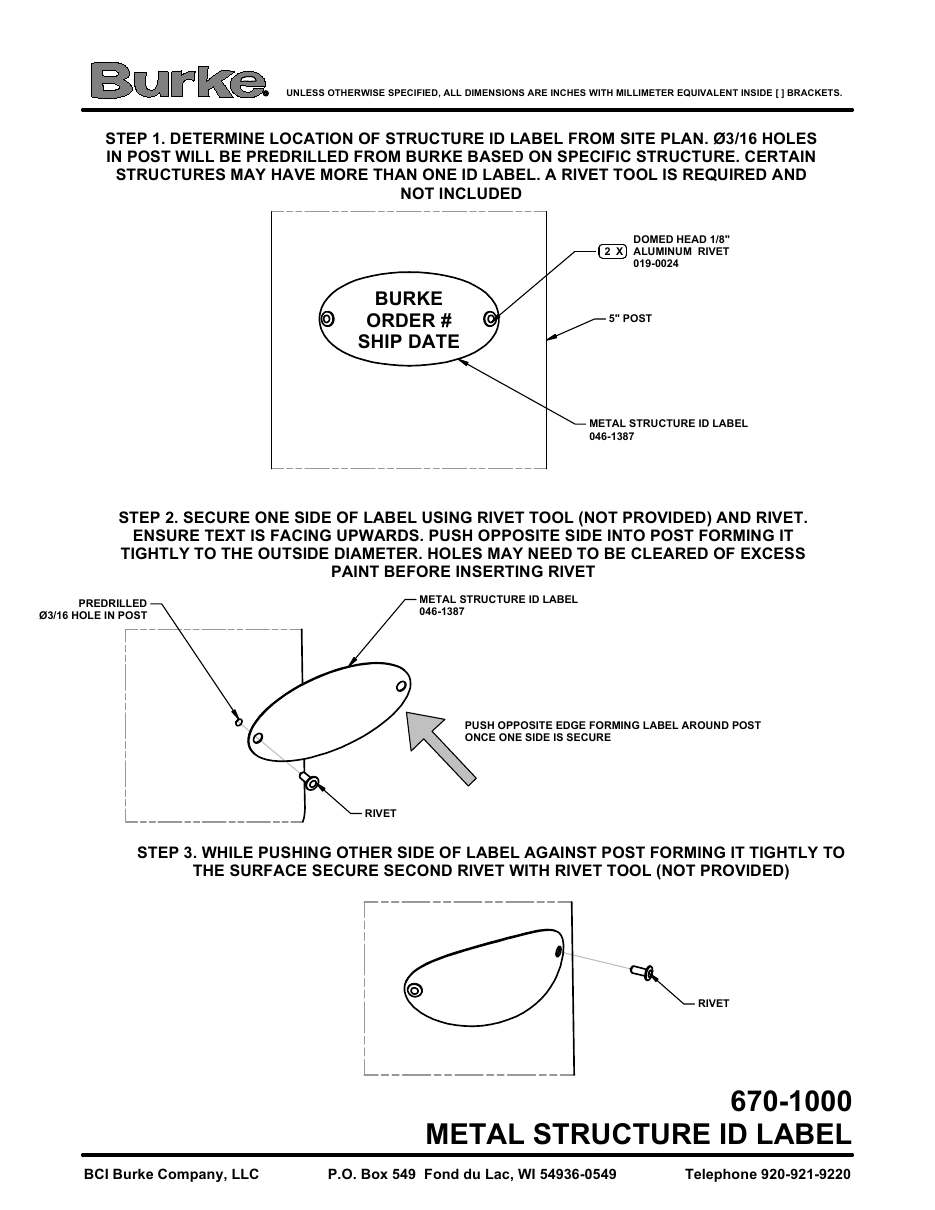 Burke
UNLESS OTHERWISE SPECIFIED, ALL DIMENSIONS ARE INCHES WITH MILLIMETER EQUIVALENT INSIDE [ ] BRACKETS.
STEP 1. DETERMINE LOCATION OF STRUCTURE ID LABEL FROM SITE PLAN. Ø3/16 HOLES
IN POST WILL BE PREDRILLED FROM BURKE BASED ON SPECIFIC STRUCTURE. CERTAIN
STRUCTURES MAY HAVE MORE THAN ONE ID LABEL. A RIVET TOOL IS REQUIRED AND
NOT INCLUDED
DOMED HEAD 1/8"
2 X ALUMINUM RIVET
019-0024
BURKE
ORDER #
SHIP DATE
5" POST
METAL STRUCTURE ID LABEL
046-1387
STEP 2. SECURE ONE SIDE OF LABEL USING RIVET TOOL (NOT PROVIDED) AND RIVET.
ENSURE TEXT IS FACING UPWARDS. PUSH OPPOSITE SIDE INTO POST FORMING IT
TIGHTLY TO THE OUTSIDE DIAMETER. HOLES MAY NEED TO BE CLEARED OF EXCESS
PAINT BEFORE INSERTING RIVET
PREDRILLED
Ø3/16 HOLE IN POST
METAL STRUCTURE ID LABEL
046-1387
PUSH OPPOSITE EDGE FORMING LABEL AROUND POST
ONCE ONE SIDE IS SECURE
RIVET
STEP 3. WHILE PUSHING OTHER SIDE OF LABEL AGAINST POST FORMING IT TIGHTLY TO
THE SURFACE SECURE SECOND RIVET WITH RIVET TOOL (NOT PROVIDED)
RIVET
670-1000
METAL STRUCTURE ID LABEL
BCI Burke Company, LLC P.O. Box 549 Fond du Lac, WI 54936-0549 Telephone 920-921-9220